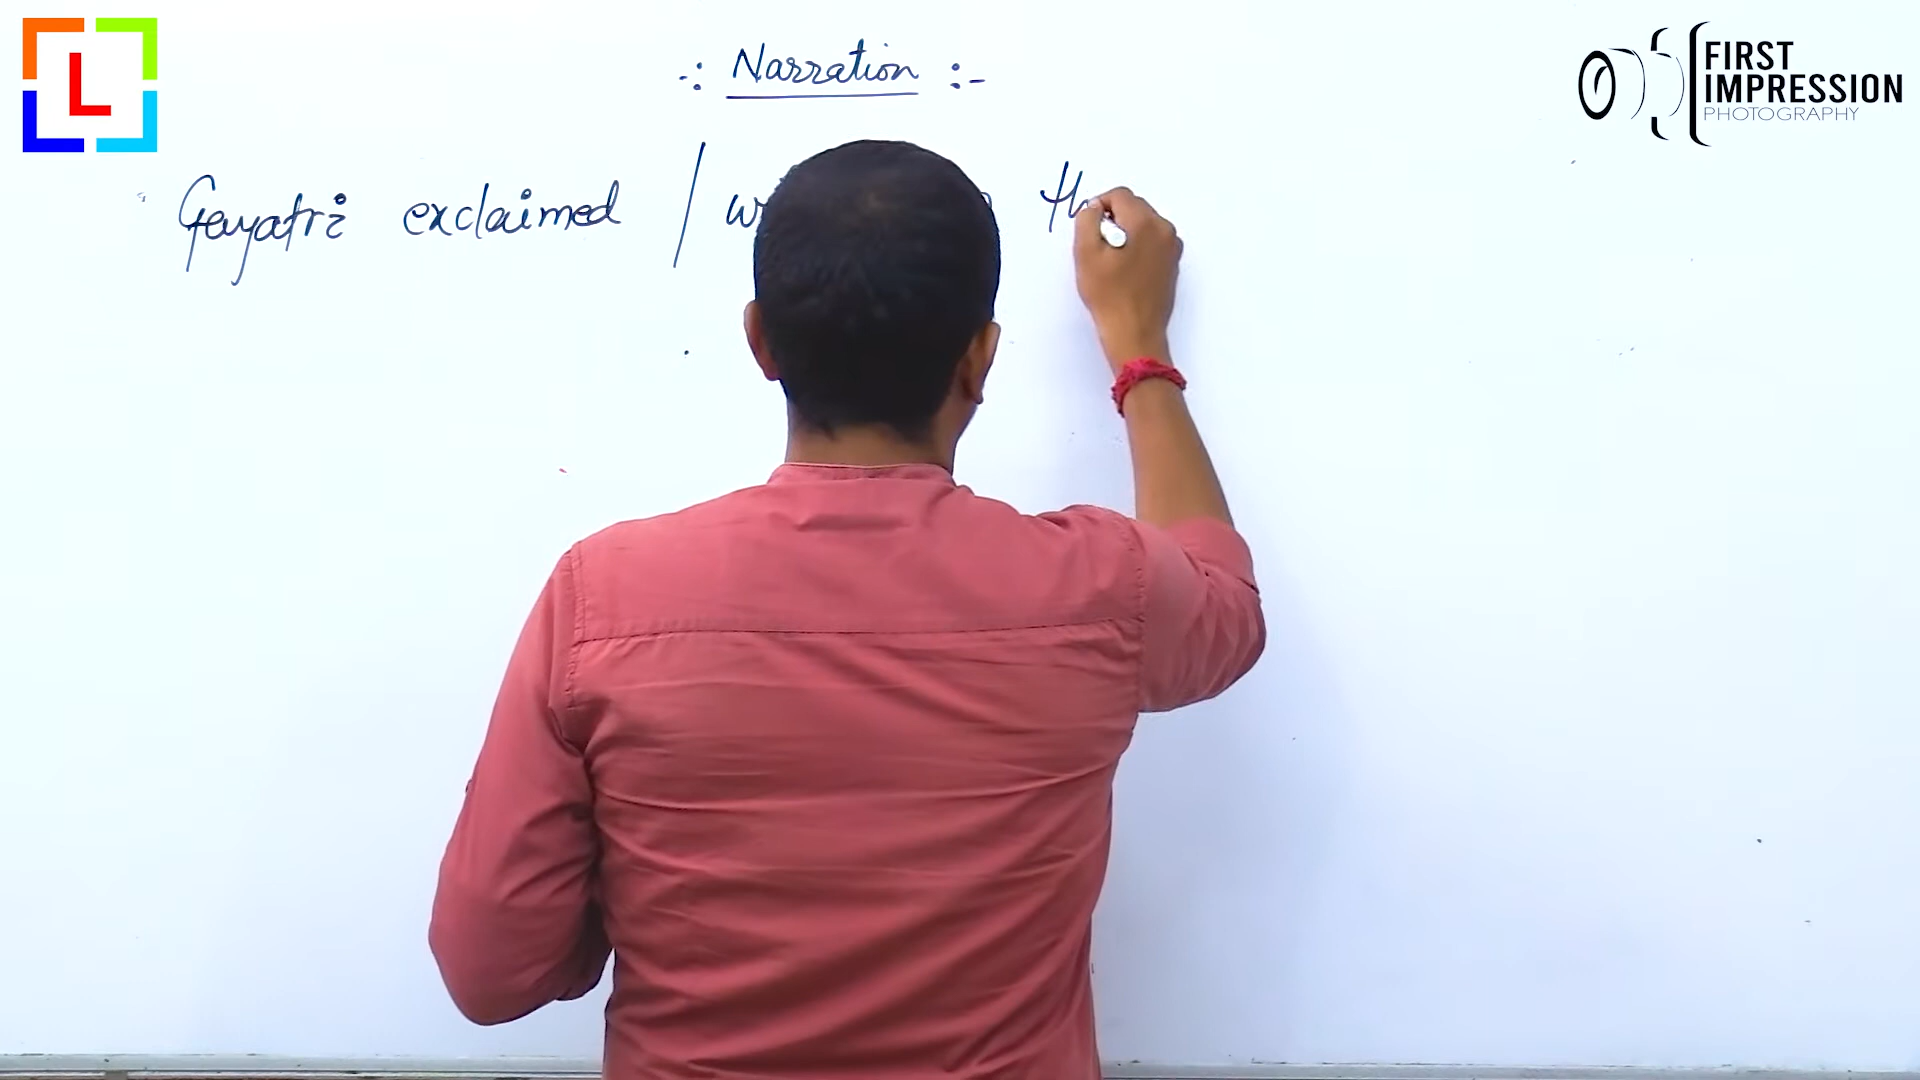 L
FIRST
IMPRESSION
PHOTOGRAPHY
-: Narration :-
Gayatri exclaimed /